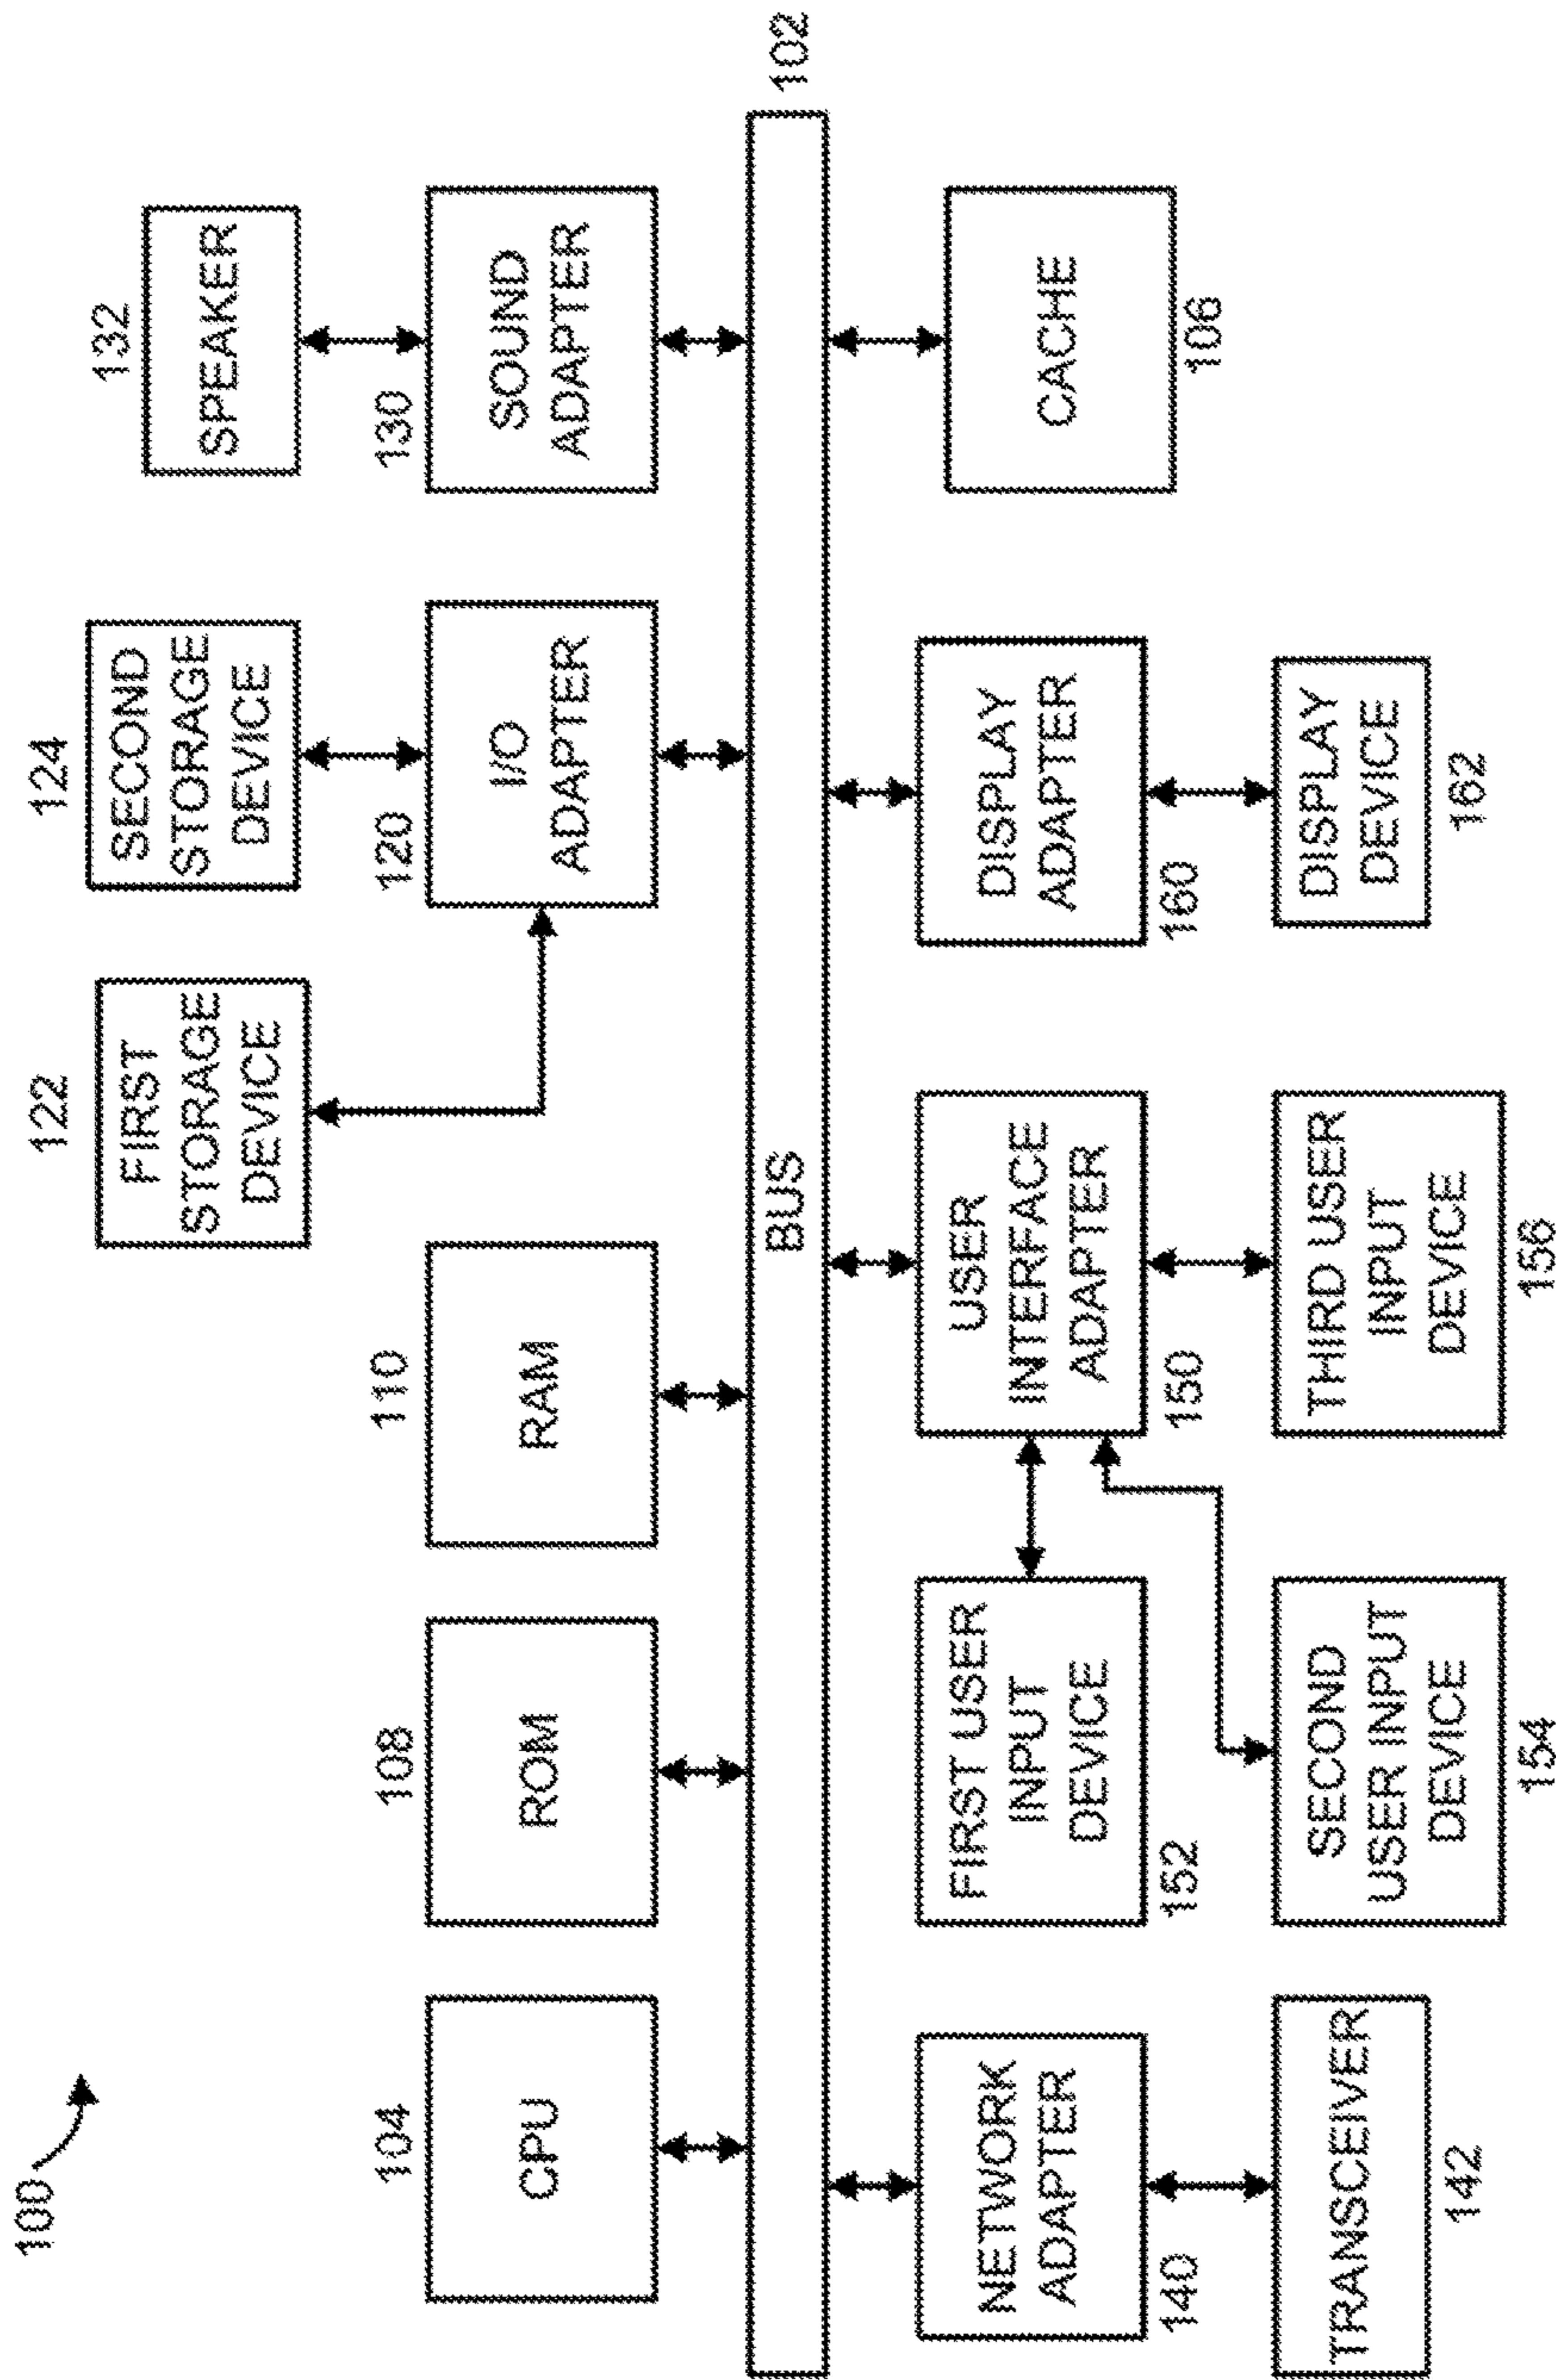 100
132
SPEAKER
124
SECOND
STORAGE
DEVICE
122
FIRST
STORAGE
DEVICE
104
CPU
108
ROM
110
RAM
120
I/O
ADAPTER
130
SOUND
ADAPTER
BUS
102
NETWORK
ADAPTER
140
FIRST USER
INPUT
DEVICE
152
USER
INTERFACE
ADAPTER
150
DISPLAY
ADAPTER
160
CACHE
106
TRANSCEIVER
142
SECOND
USER INPUT
DEVICE
154
THIRD USER
INPUT
DEVICE
156
DISPLAY
DEVICE
162